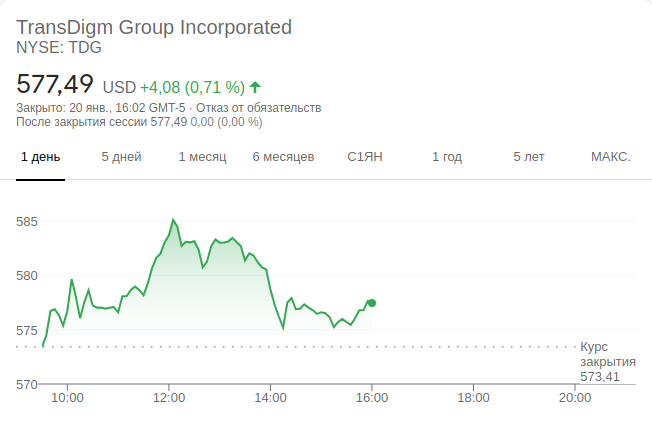 TransDigm Group Incorporated
NYSE: TDG
577,49 USD +4,08 (0,71 %)
Закрыто: 20 янв., 16:02 GMT-5 · Отказ от обязательств
После закрытия сессии 577,49 0,00 (0,00 %)
1 день 5 дней 1 месяц 6 месяцев С1ЯН 1 год 5 лет МАКС.
585
580
575
Курс
закрытия
573,41
570
10:00 12:00 14:00 16:00 18:00 20:00